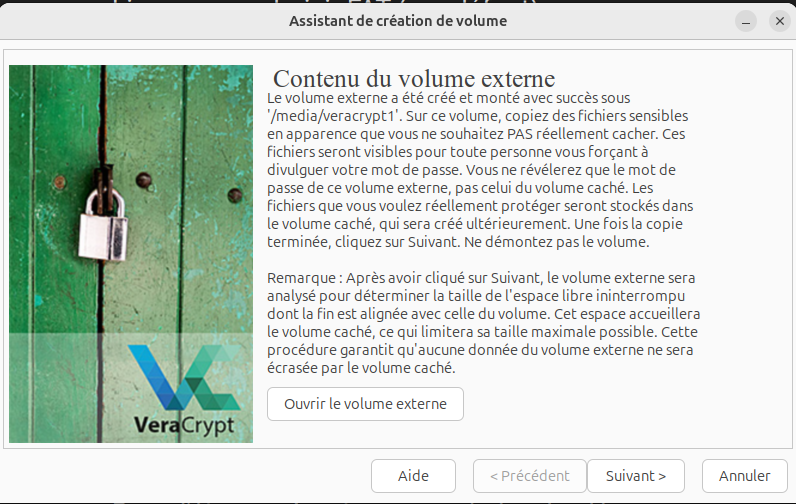 Assistant de création de volume
Contenu du volume externe
Le volume externe a été créé et monté avec succès sous
'/media/veracrypt1'. Sur ce volume, copiez des fichiers sensibles
en apparence que vous ne souhaitez PAS réellement cacher. Ces
fichiers seront visibles pour toute personne vous forçant à
divulguer votre mot de passe. Vous ne révélerez que le mot de
passe de ce volume externe, pas celui du volume caché. Les
fichiers que vous voulez réellement protéger seront stockés dans
le volume caché, qui sera créé ultérieurement. Une fois la copie
terminée, cliquez sur Suivant. Ne démontez pas le volume.
Remarque : Après avoir cliqué sur Suivant, le volume externe sera
analysé pour déterminer la taille de l'espace libre ininterrompu
dont la fin est alignée avec celle du volume. Cet espace accueillera
le volume caché, ce qui limitera sa taille maximale possible. Cette
procédure garantit qu'aucune donnée du volume externe ne sera
écrasée par le volume caché.
VeraCrypt
Ouvrir le volume externe
Aide
< Précédent
Suivant >
Annuler